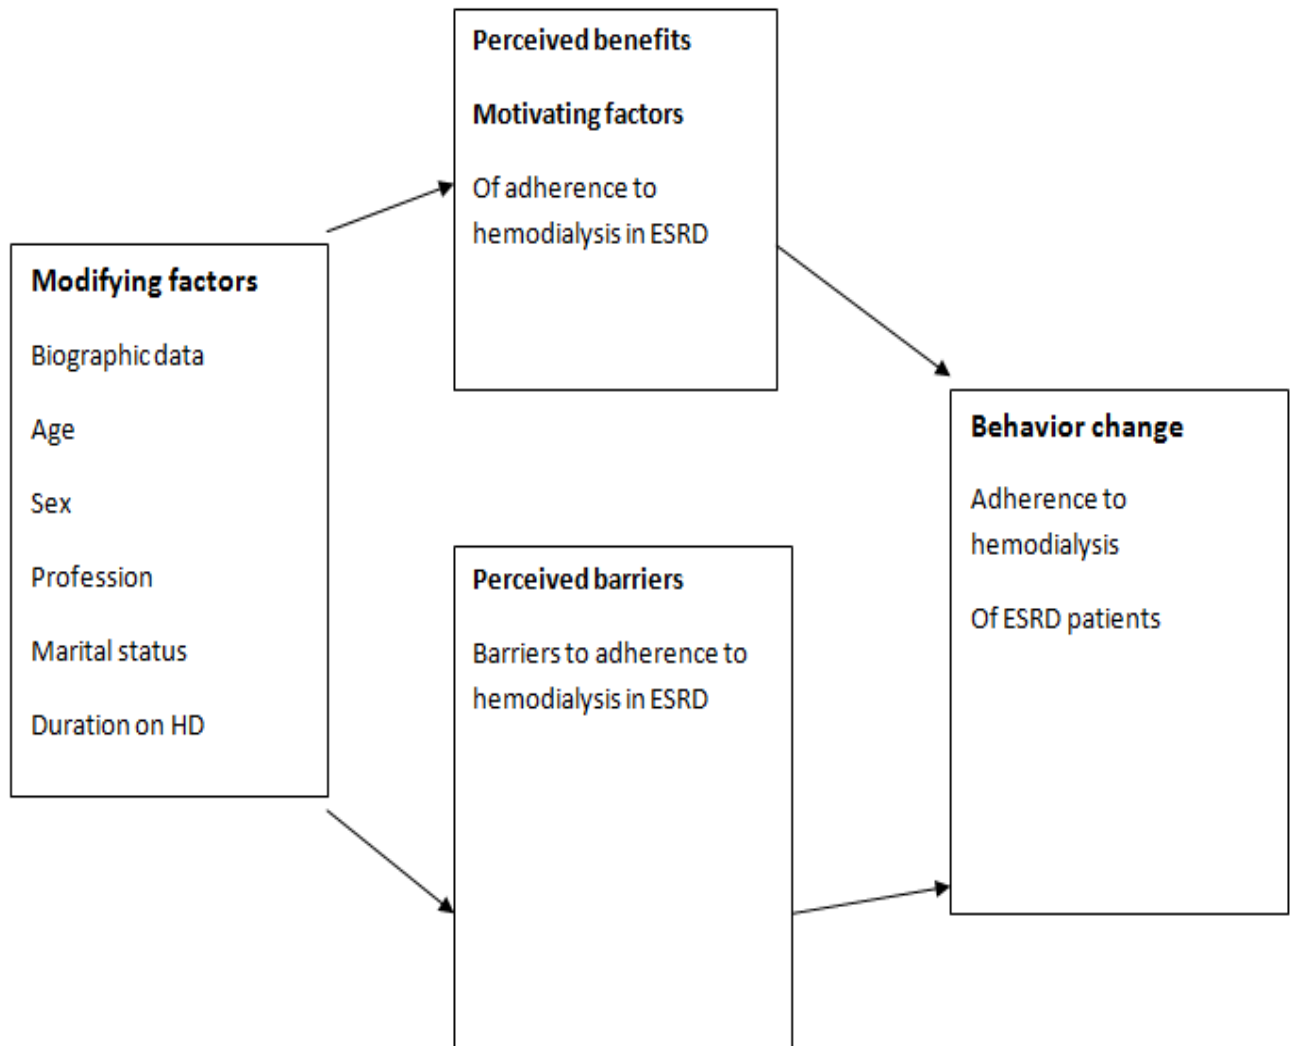 Perceived benefits
Motivating factors
Of adherence to
hemodialysis in ESRD
Modifying factors
Biographic data
Age
Sex
Profession
Marital status
Duration on HD
Perceived barriers
Barriers to adherence to
hemodialysis in ESRD
Behavior change
Adherence to
hemodialysis
Of ESRD patients